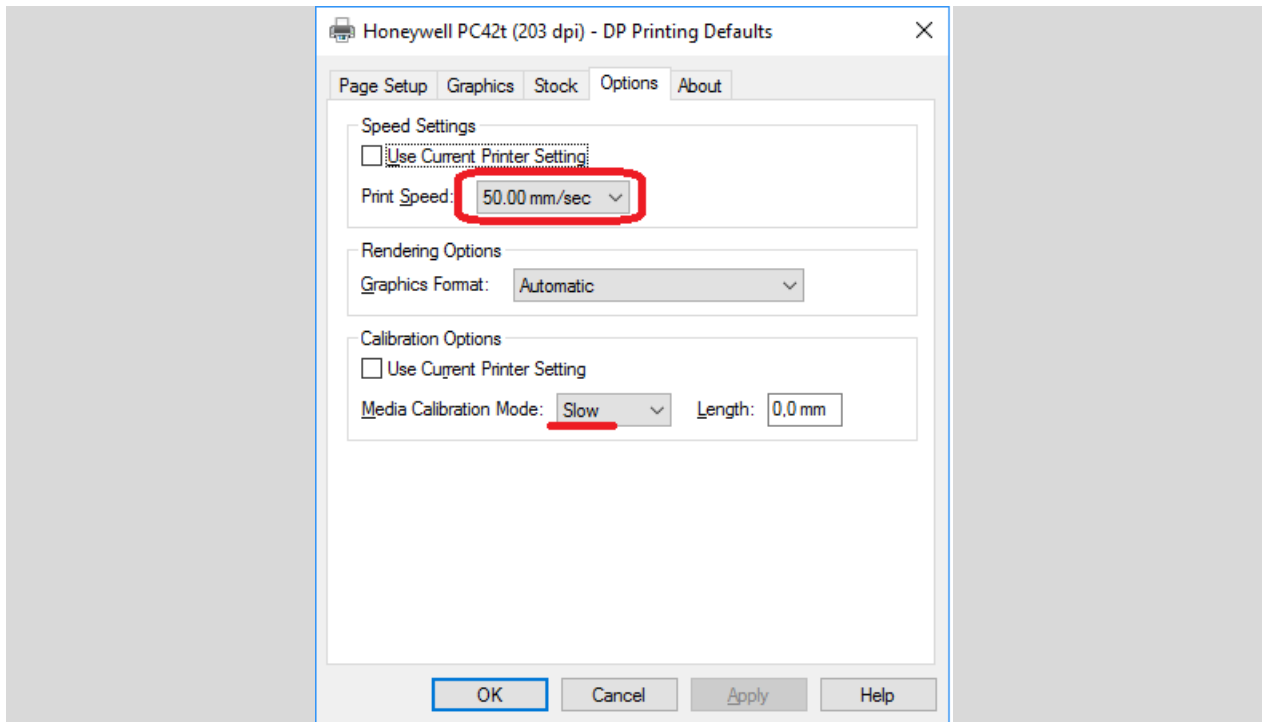 Honeywell PC42t (203 dpi) - DP Printing Defaults
Page Setup Graphics Stock Options About
Speed Settings
Use Current Printer Setting
Print Speed: 50.00 mm/sec
Rendering Options
Graphics Format: Automatic
Calibration Options
Use Current Printer Setting
Media Calibration Mode: Slow Length: 0,0 mm
OK Cancel Apply Help